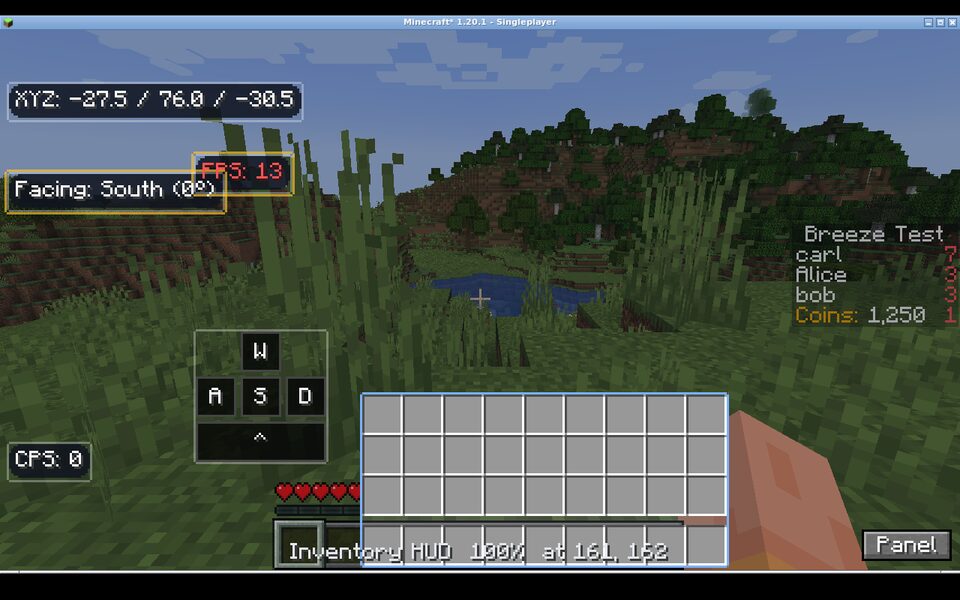 Minecraft* 1.20.1 - Singleplayer
XYZ: -27.5 / 76.0 / -30.5
FPS: 13
Facing: South (0°)
Breeze Test
carl 7
Alice 3
bob 3
Coins: 1,250 1
W
A S D
^
CPS: 0
Inventory HUD 100% at 161, 162
Panel